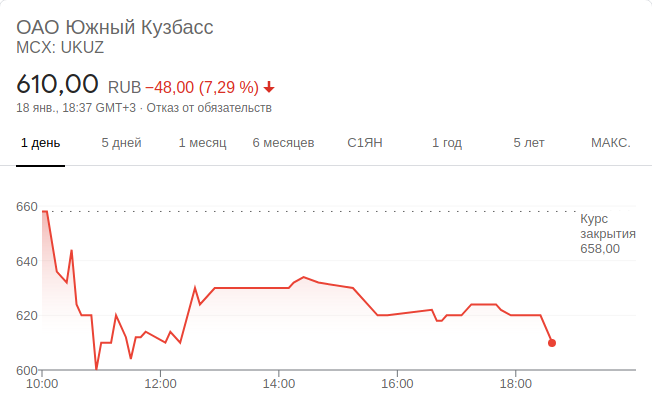 ОАО Южный Кузбасс
MCX: UKUZ
610,00 RUB −48,00 (7,29 %)
18 янв., 18:37 GMT+3 · Отказ от обязательств
1 день 5 дней 1 месяц 6 месяцев С1ЯН 1 год 5 лет МАКС.
660
Курс
закрытия
658,00
640
620
600
10:00 12:00 14:00 16:00 18:00